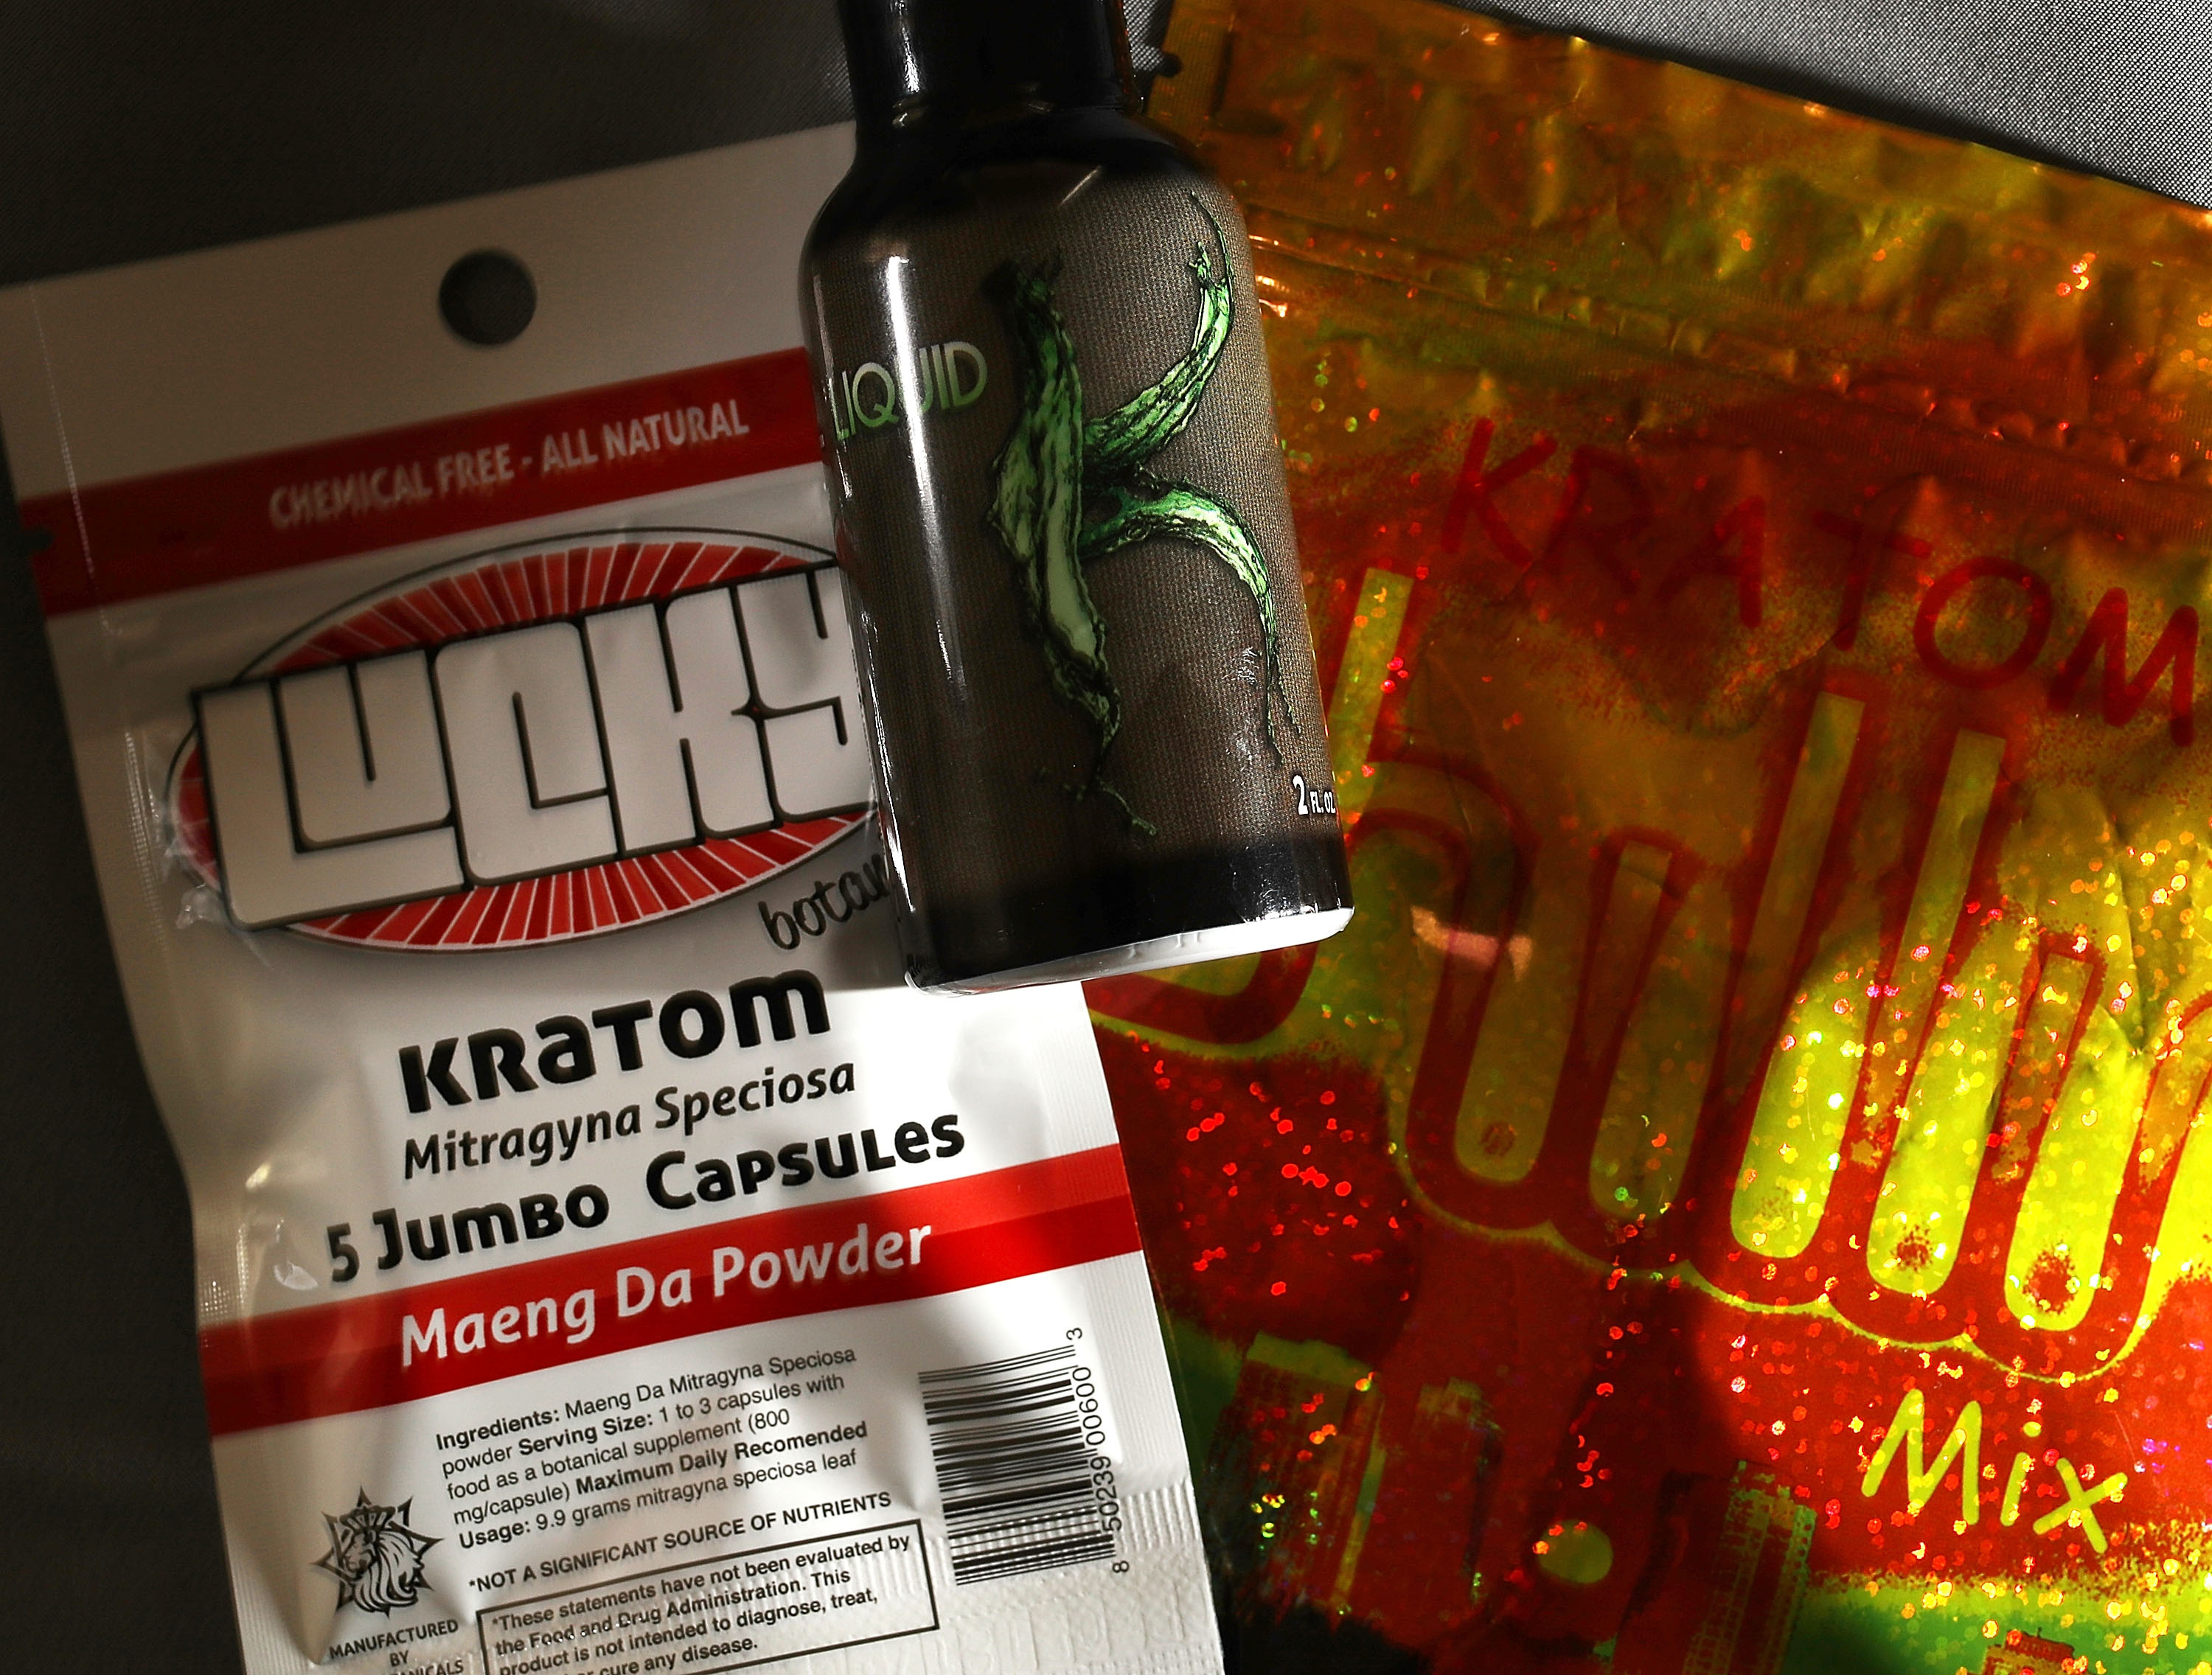 CHEMICAL FREE - ALL NATURAL
LUCKY
KRATOM
Mitragyna Speciosa
5 Jumbo Capsules
Maeng Da Powder
Ingredients: Maeng Da Mitragyna Speciosa
powder Serving Size: 1 to 3 capsules with
food as a botanical supplement (800
mg/capsule) Maximum Daily Recomended
Usage: 9.9 grams mitragyna speciosa leaf
*NOT A SIGNIFICANT SOURCE OF NUTRIENTS
*These statements have not been evaluated by
the Food and Drug Administration. This
product is not intended to diagnose, treat,
cure any disease.
MANUFACTURED
BY
8 50239 00600 3
LIQUID
K
2 FL. OZ
KRATOM
Mix